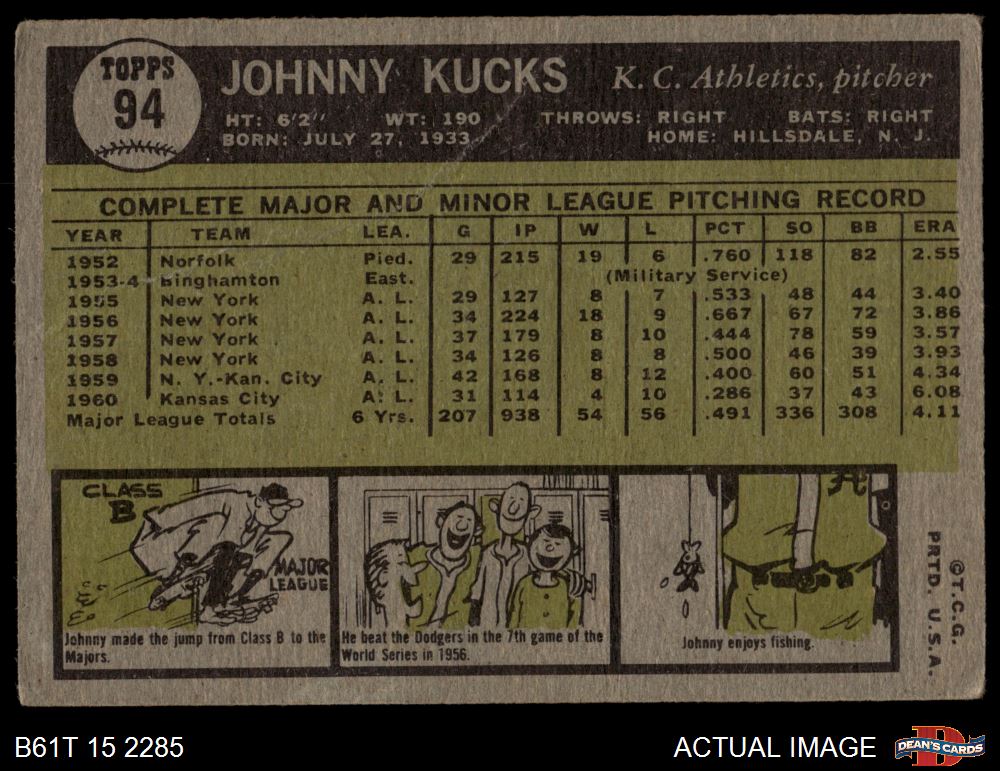 TOPPS
94
JOHNNY KUCKS K. C. Athletics, pitcher
HT: 6'2" WT: 190 THROWS: RIGHT BATS: RIGHT
BORN: JULY 27, 1933 HOME: HILLSDALE, N. J.
COMPLETE MAJOR AND MINOR LEAGUE PITCHING RECORD
YEAR TEAM LEA. G IP W L PCT SO BB ERA
1952 Norfolk Pied. 29 215 19 6 .760 118 82 2.55
1953-4 Binghamton East. (Military Service)
1955 New York A. L. 29 127 8 7 .533 48 44 3.40
1956 New York A. L. 34 224 18 9 .667 67 72 3.86
1957 New York A. L. 37 179 8 10 .444 78 59 3.57
1958 New York A. L. 34 126 8 8 .500 46 39 3.93
1959 N. Y.-Kan. City A. L. 42 168 8 12 .400 60 51 4.34
1960 Kansas City A. L. 31 114 4 10 .286 37 43 6.08
Major League Totals 6 Yrs. 207 938 54 56 .491 336 308 4.11
CLASS
B
MAJOR
LEAGUE
Johnny made the jump from Class B to the
Majors.
He beat the Dodgers in the 7th game of the
World Series in 1956.
A
Johnny enjoys fishing.
©T.C.G.
PRTD. U.S.A.
B61T 15 2285 ACTUAL IMAGE
D
DEAN'S CARDS